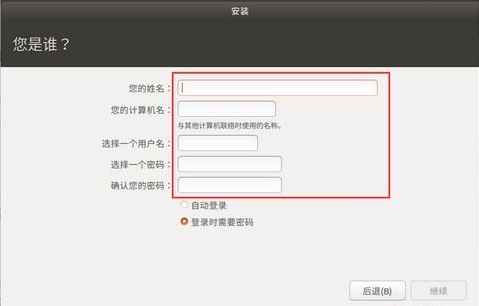 安装
您是谁？
您的姓名：
您的计算机名：
与其他计算机联络时使用的名称。
选择一个用户名：
选择一个密码：
确认您的密码：
自动登录
登录时需要密码
后退(B)
继续